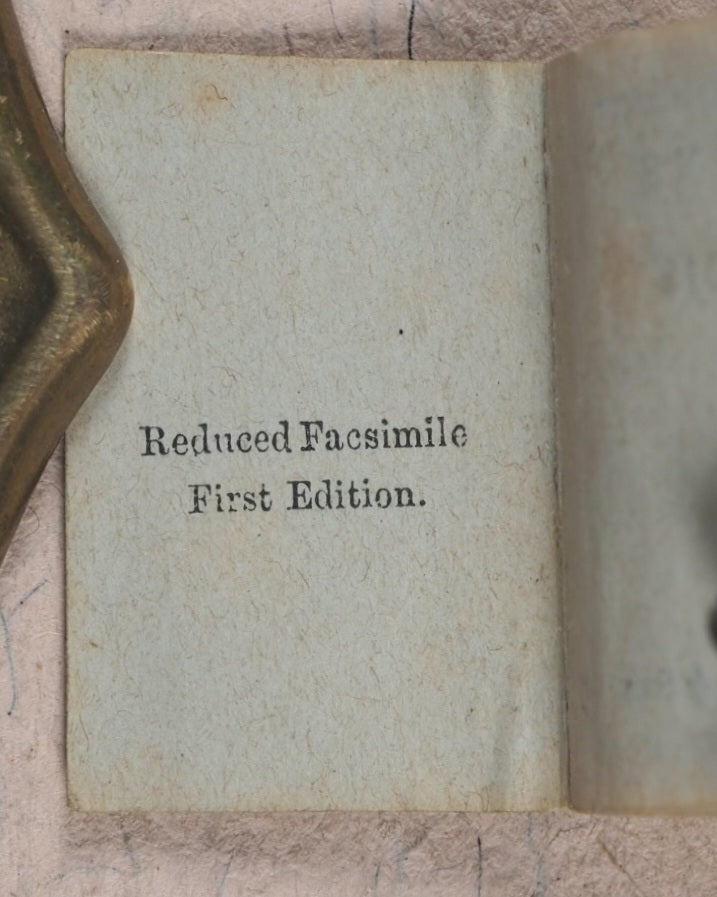 Reduced Facsimile
First Edition.